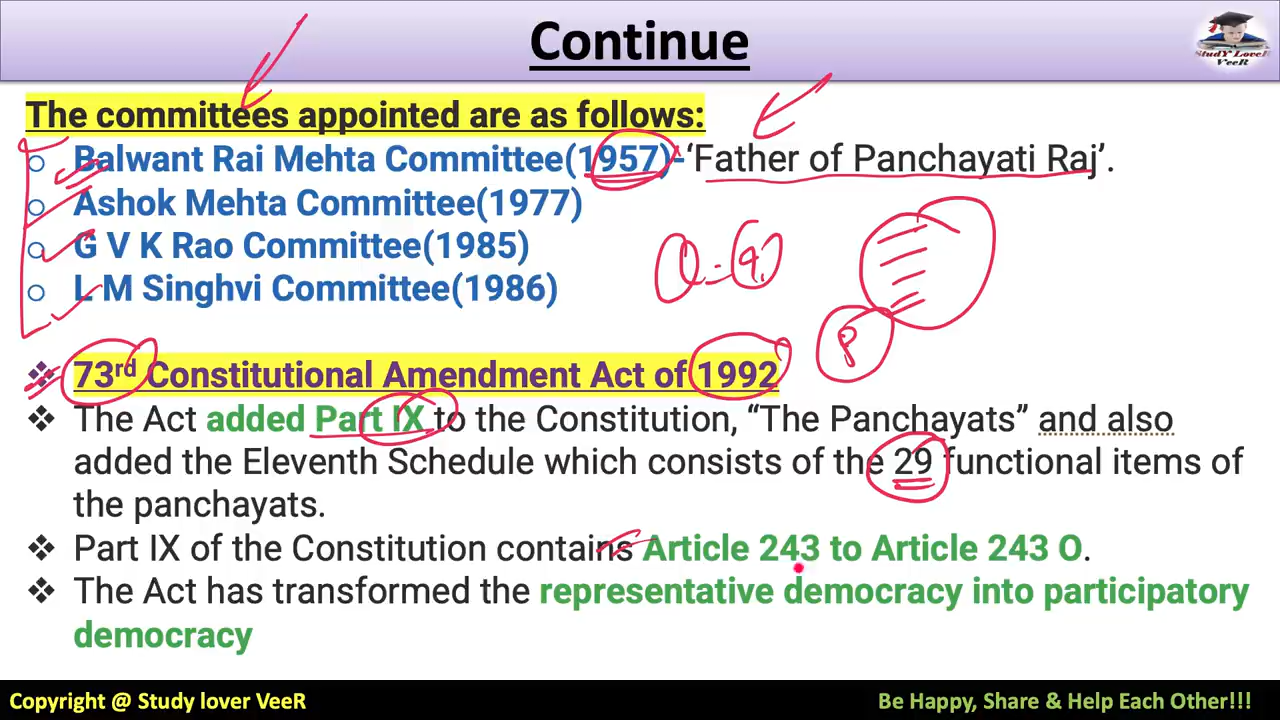 Continue
StudY LoveR
VeeR
The committees appointed are as follows:
Balwant Rai Mehta Committee(1957)-‘Father of Panchayati Raj’.
Ashok Mehta Committee(1977)
G V K Rao Committee(1985)
L M Singhvi Committee(1986)
73rd Constitutional Amendment Act of 1992
The Act added Part IX to the Constitution, “The Panchayats” and also
added the Eleventh Schedule which consists of the 29 functional items of
the panchayats.
Part IX of the Constitution contains Article 243 to Article 243 O.
The Act has transformed the representative democracy into participatory
democracy
Copyright @ Study lover VeeR
Be Happy, Share & Help Each Other!!!